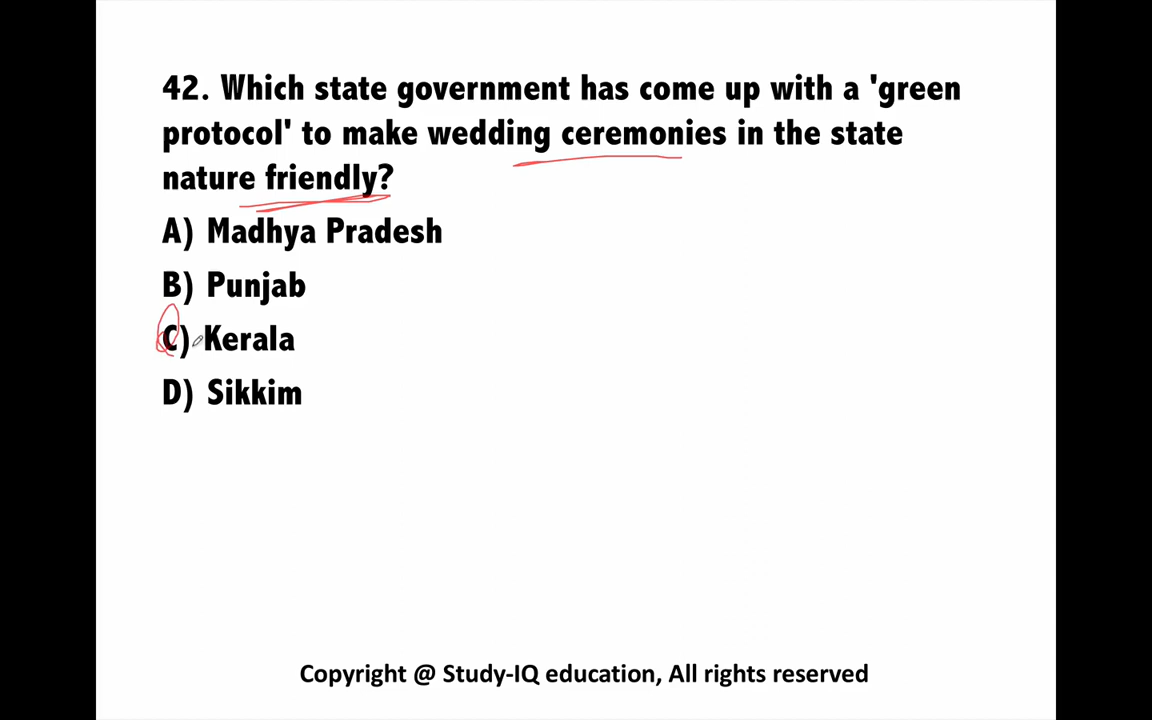 42. Which state government has come up with a 'green
protocol' to make wedding ceremonies in the state
nature friendly?
A) Madhya Pradesh
B) Punjab
C) Kerala
D) Sikkim
Copyright @ Study-IQ education, All rights reserved